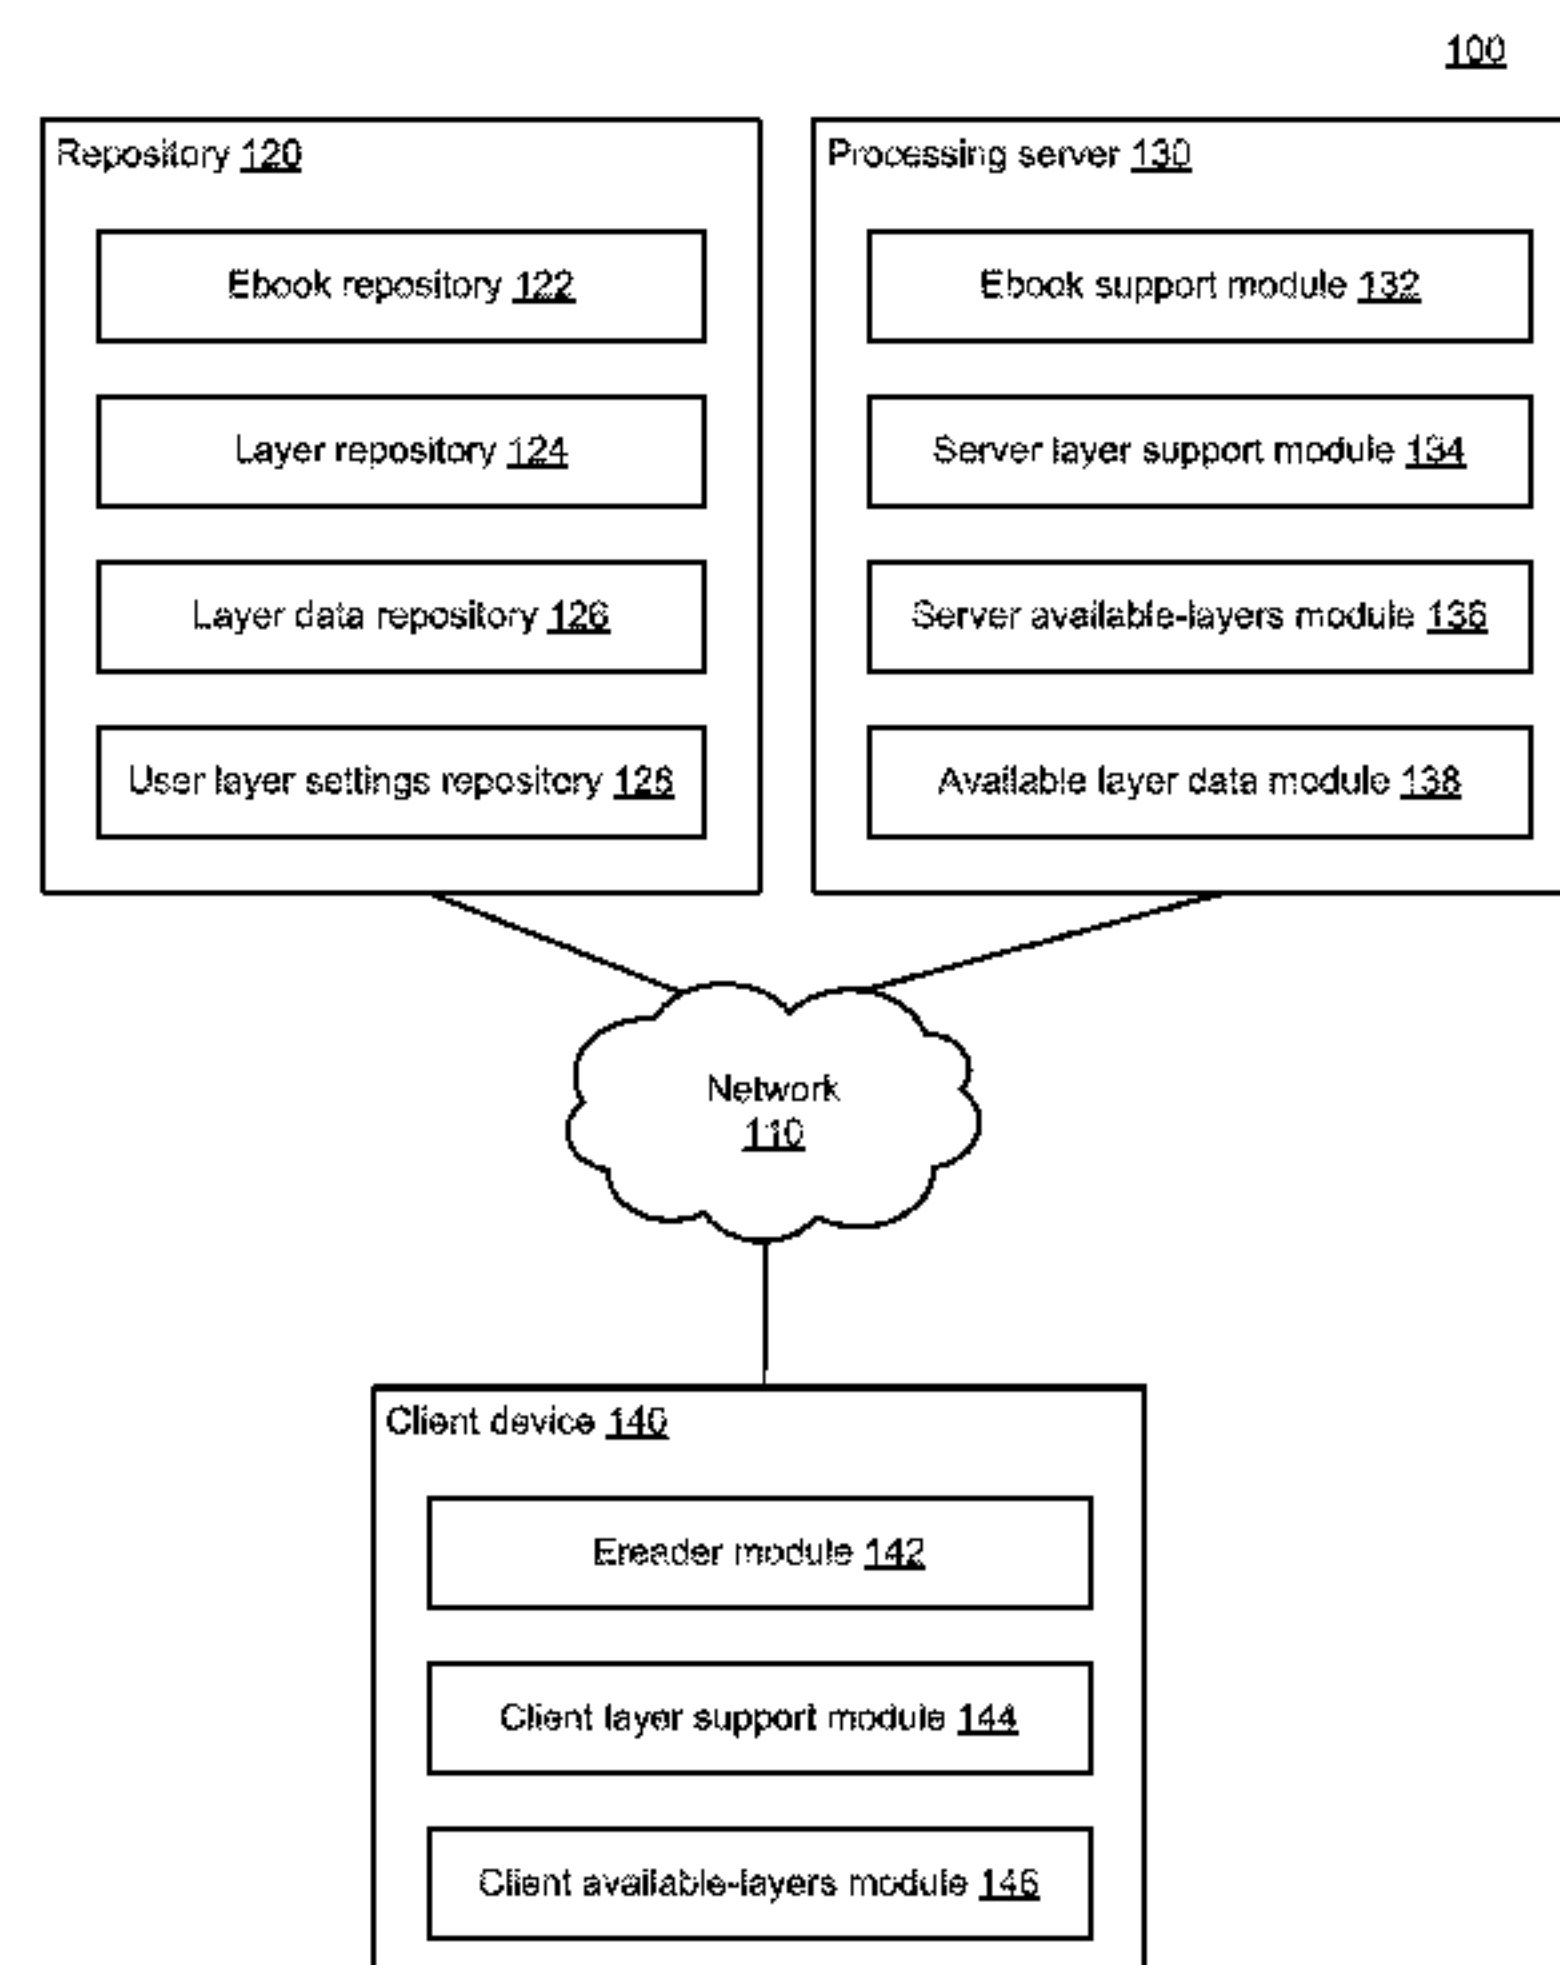 100
Repository 120
Ebook repository 122
Layer repository 124
Layer data repository 126
User layer settings repository 128
Processing server 130
Ebook support module 132
Server layer support module 134
Server available-layers module 136
Available layer data module 138
Network
110
Client device 140
Ereader module 142
Client layer support module 144
Client available-layers module 146